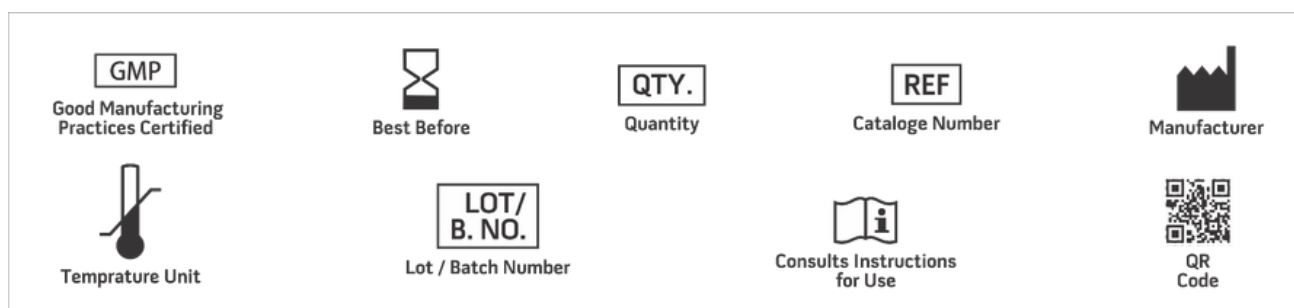 GMP
Good Manufacturing
Practices Certified
Best Before
QTY.
Quantity
REF
Cataloge Number
Manufacturer
Temprature Unit
LOT/
B. NO.
Lot / Batch Number
i
Consults Instructions
for Use
QR
Code